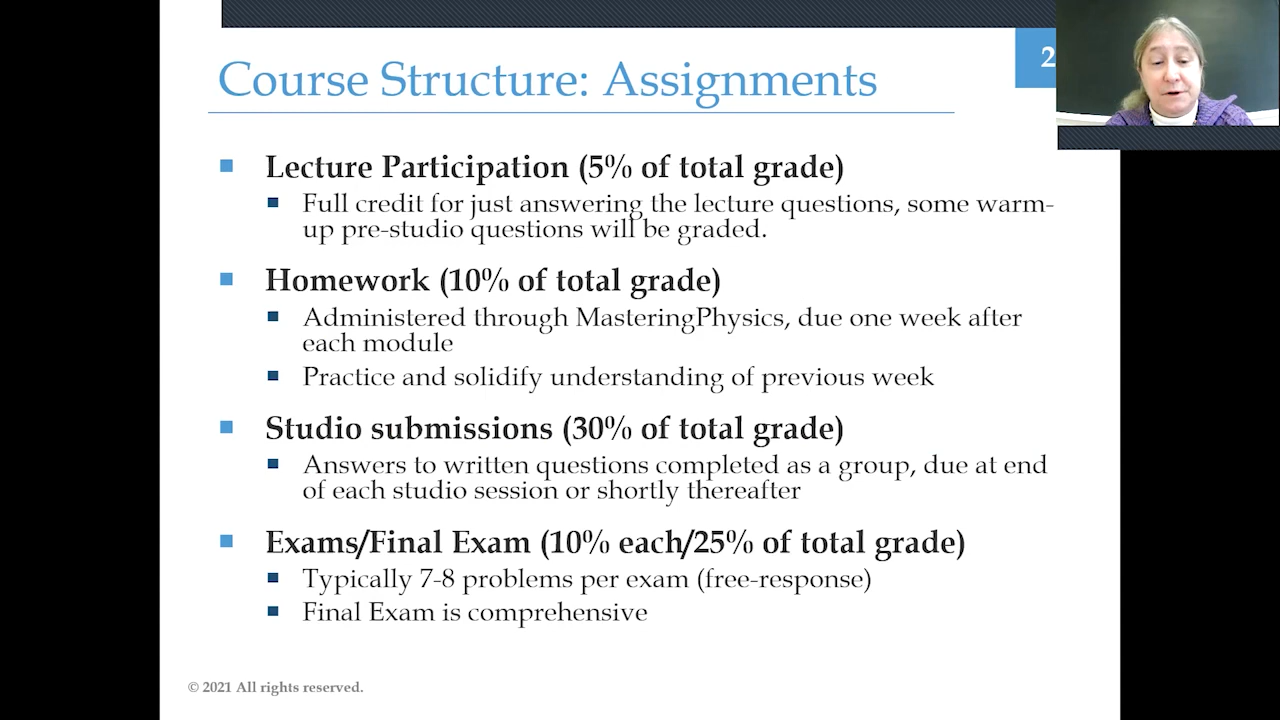 Course Structure: Assignments
2
Lecture Participation (5% of total grade)
Full credit for just answering the lecture questions, some warm-
up pre-studio questions will be graded.
Homework (10% of total grade)
Administered through MasteringPhysics, due one week after
each module
Practice and solidify understanding of previous week
Studio submissions (30% of total grade)
Answers to written questions completed as a group, due at end
of each studio session or shortly thereafter
Exams/Final Exam (10% each/25% of total grade)
Typically 7-8 problems per exam (free-response)
Final Exam is comprehensive
© 2021 All rights reserved.